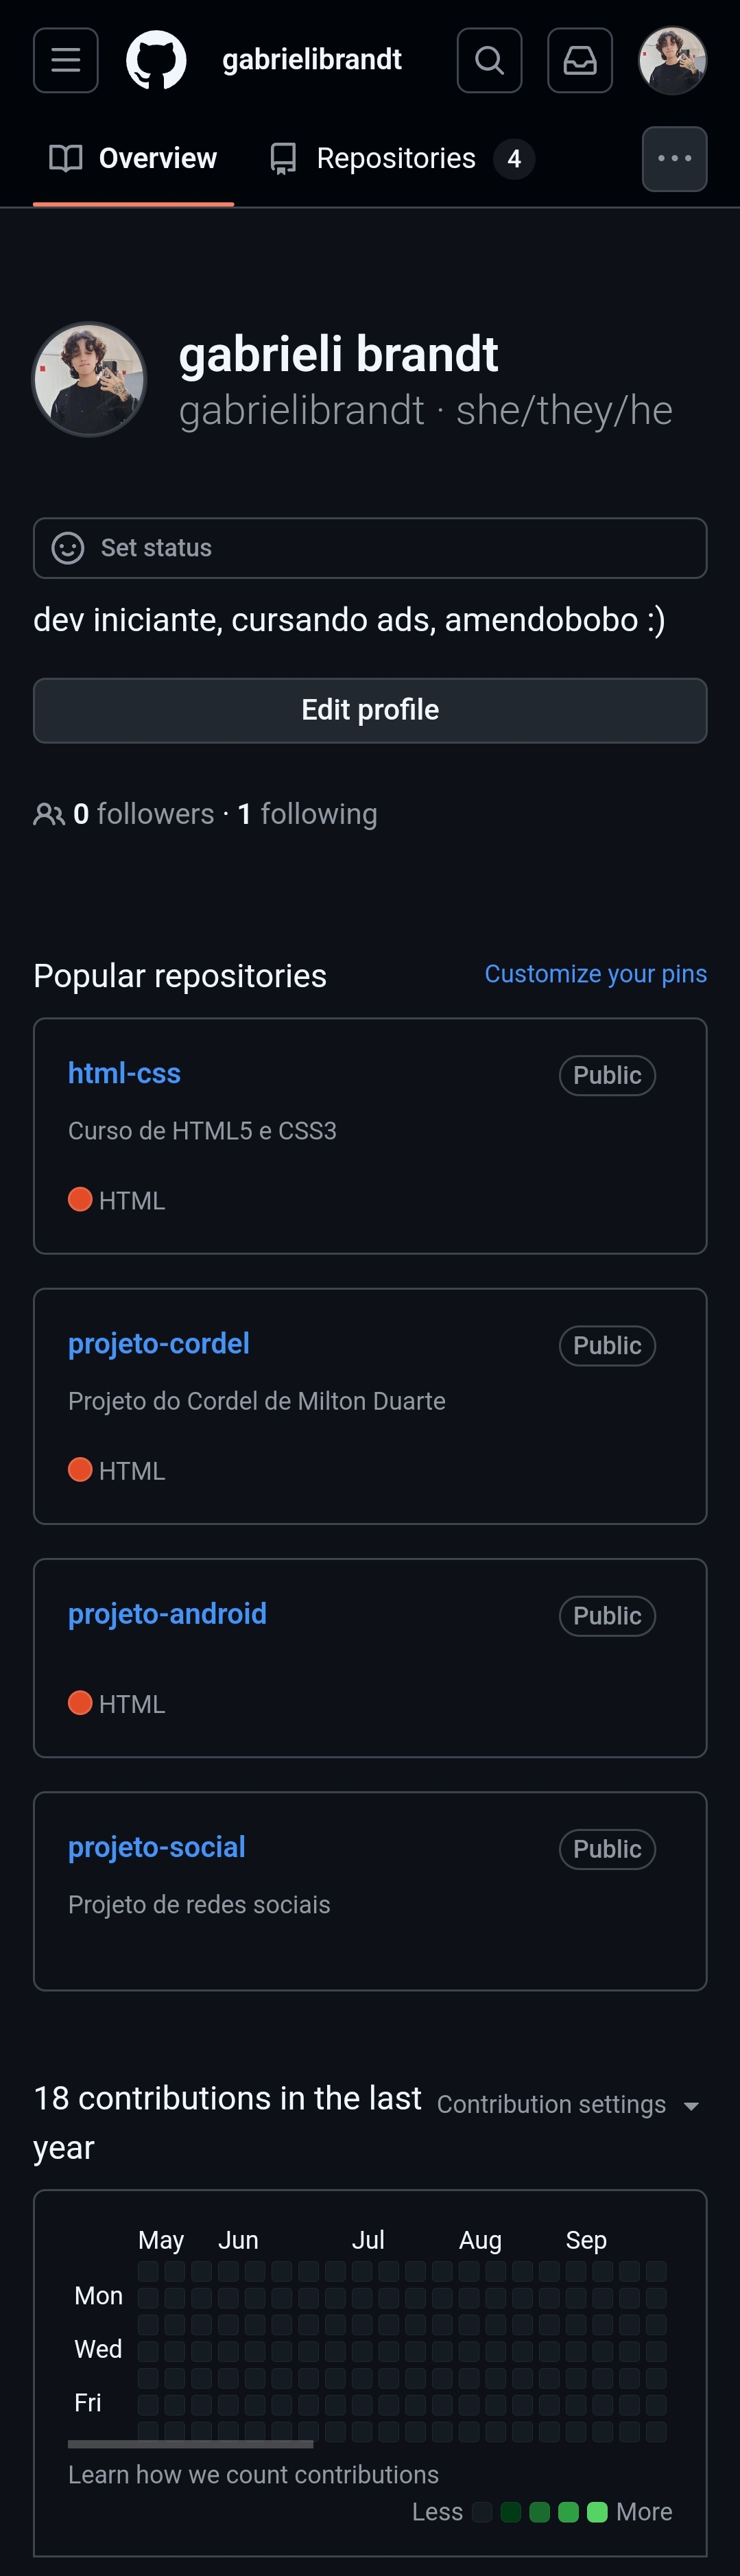 gabrielibrandt
Overview
Repositories 4
gabrieli brandt
gabrielibrandt · she/they/he
Set status
dev iniciante, cursando ads, amendobobo :)
Edit profile
0 followers · 1 following
Popular repositories
Customize your pins
html-css
Public
Curso de HTML5 e CSS3
HTML
projeto-cordel
Public
Projeto do Cordel de Milton Duarte
HTML
projeto-android
Public
HTML
projeto-social
Public
Projeto de redes sociais
18 contributions in the last
year
Contribution settings
May Jun Jul Aug Sep
Mon
Wed
Fri
Learn how we count contributions
Less More